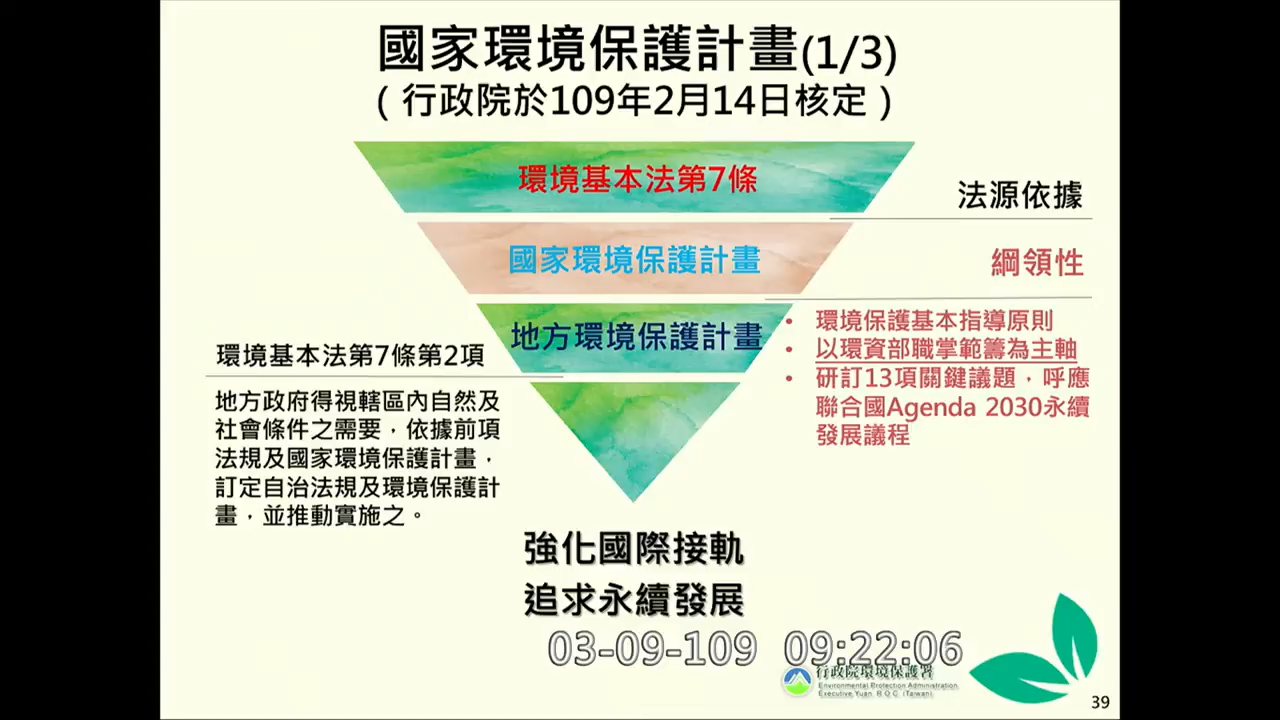 國家環境保護計畫(1/3)
（行政院於109年2月14日核定）
環境基本法第7條
法源依據
國家環境保護計畫
綱領性
地方環境保護計畫
• 環境保護基本指導原則
• 以環資部職掌範籌為主軸
• 研訂13項關鍵議題，呼應
聯合國Agenda 2030永續
發展議程
環境基本法第7條第2項
地方政府得視轄區內自然及
社會條件之需要，依據前項
法規及國家環境保護計畫，
訂定自治法規及環境保護計
畫，並推動實施之。
強化國際接軌
追求永續發展
03-09-109 09:22:06
行政院環境保護署
Environmental Protection Administration
Executive Yuan, R.O.C. (Taiwan)
39